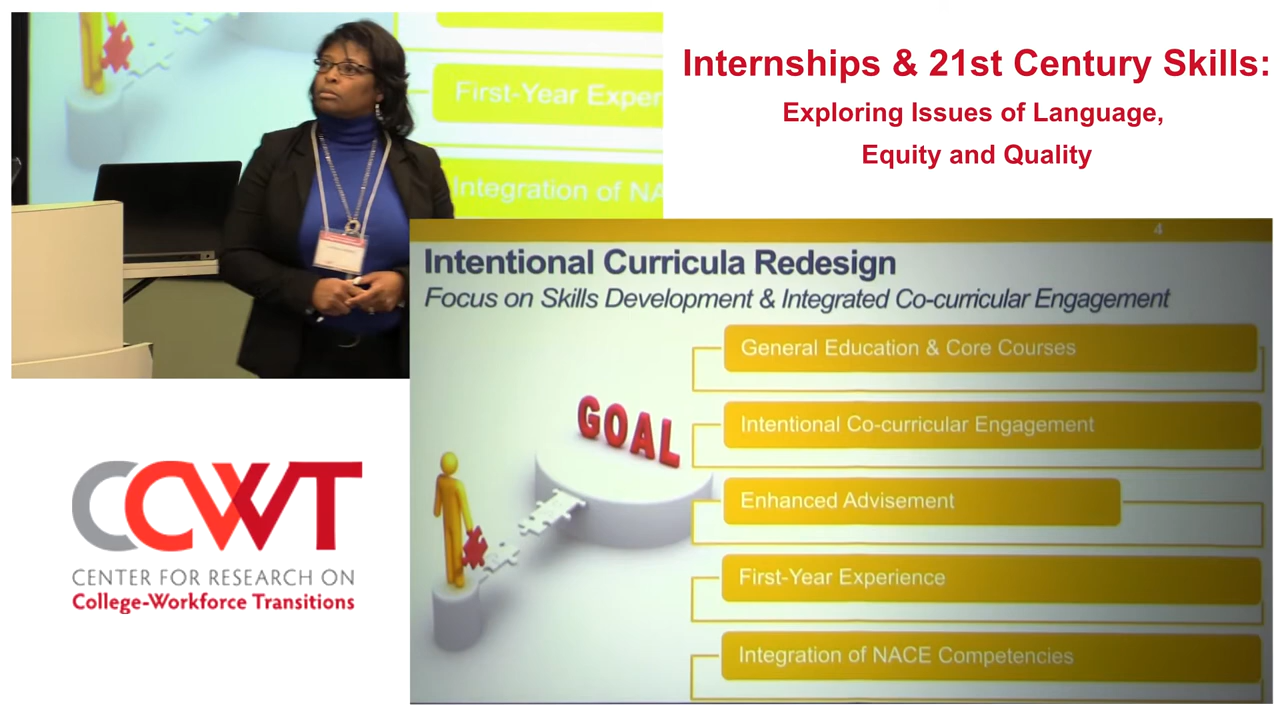 Internships & 21st Century Skills:
Exploring Issues of Language,
Equity and Quality
First-Year Exper
Integration of NA
4
Intentional Curricula Redesign
Focus on Skills Development & Integrated Co-curricular Engagement
General Education & Core Courses
Intentional Co-curricular Engagement
Enhanced Advisement
First-Year Experience
Integration of NACE Competencies
GOAL
CCWT
CENTER FOR RESEARCH ON
College-Workforce Transitions